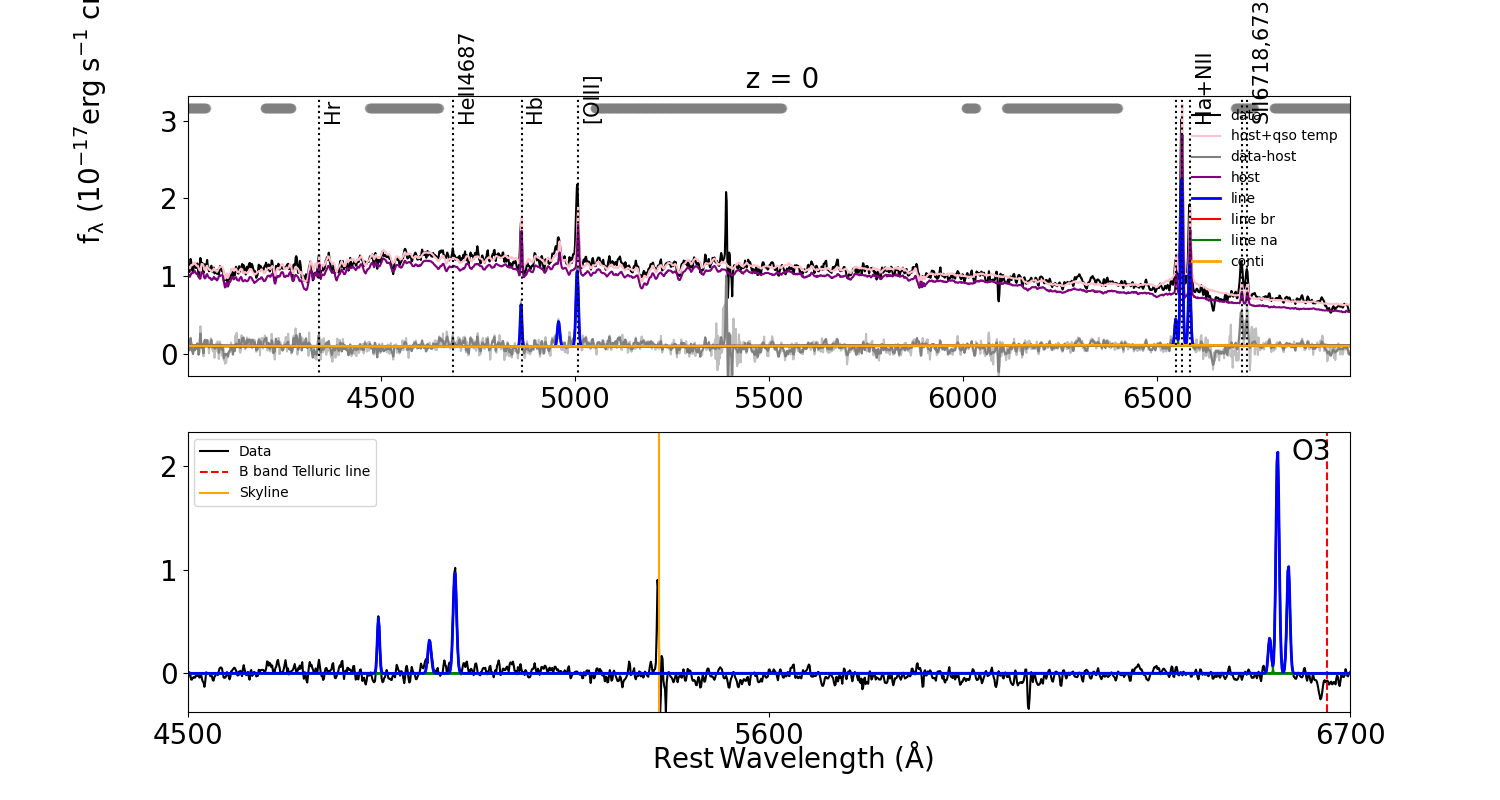 z = 0
fλ (10−17erg s−1 c
Hr
HeII4687
Hb
[OIII]
Ha+NII
SII6718,673
data
host+qso temp
data-host
host
line
line br
line na
conti
3
2
1
0
4500 5000 5500 6000 6500
Data
B band Telluric line
Skyline
O3
2
1
0
4500 5600 6700
Rest Wavelength (Å)